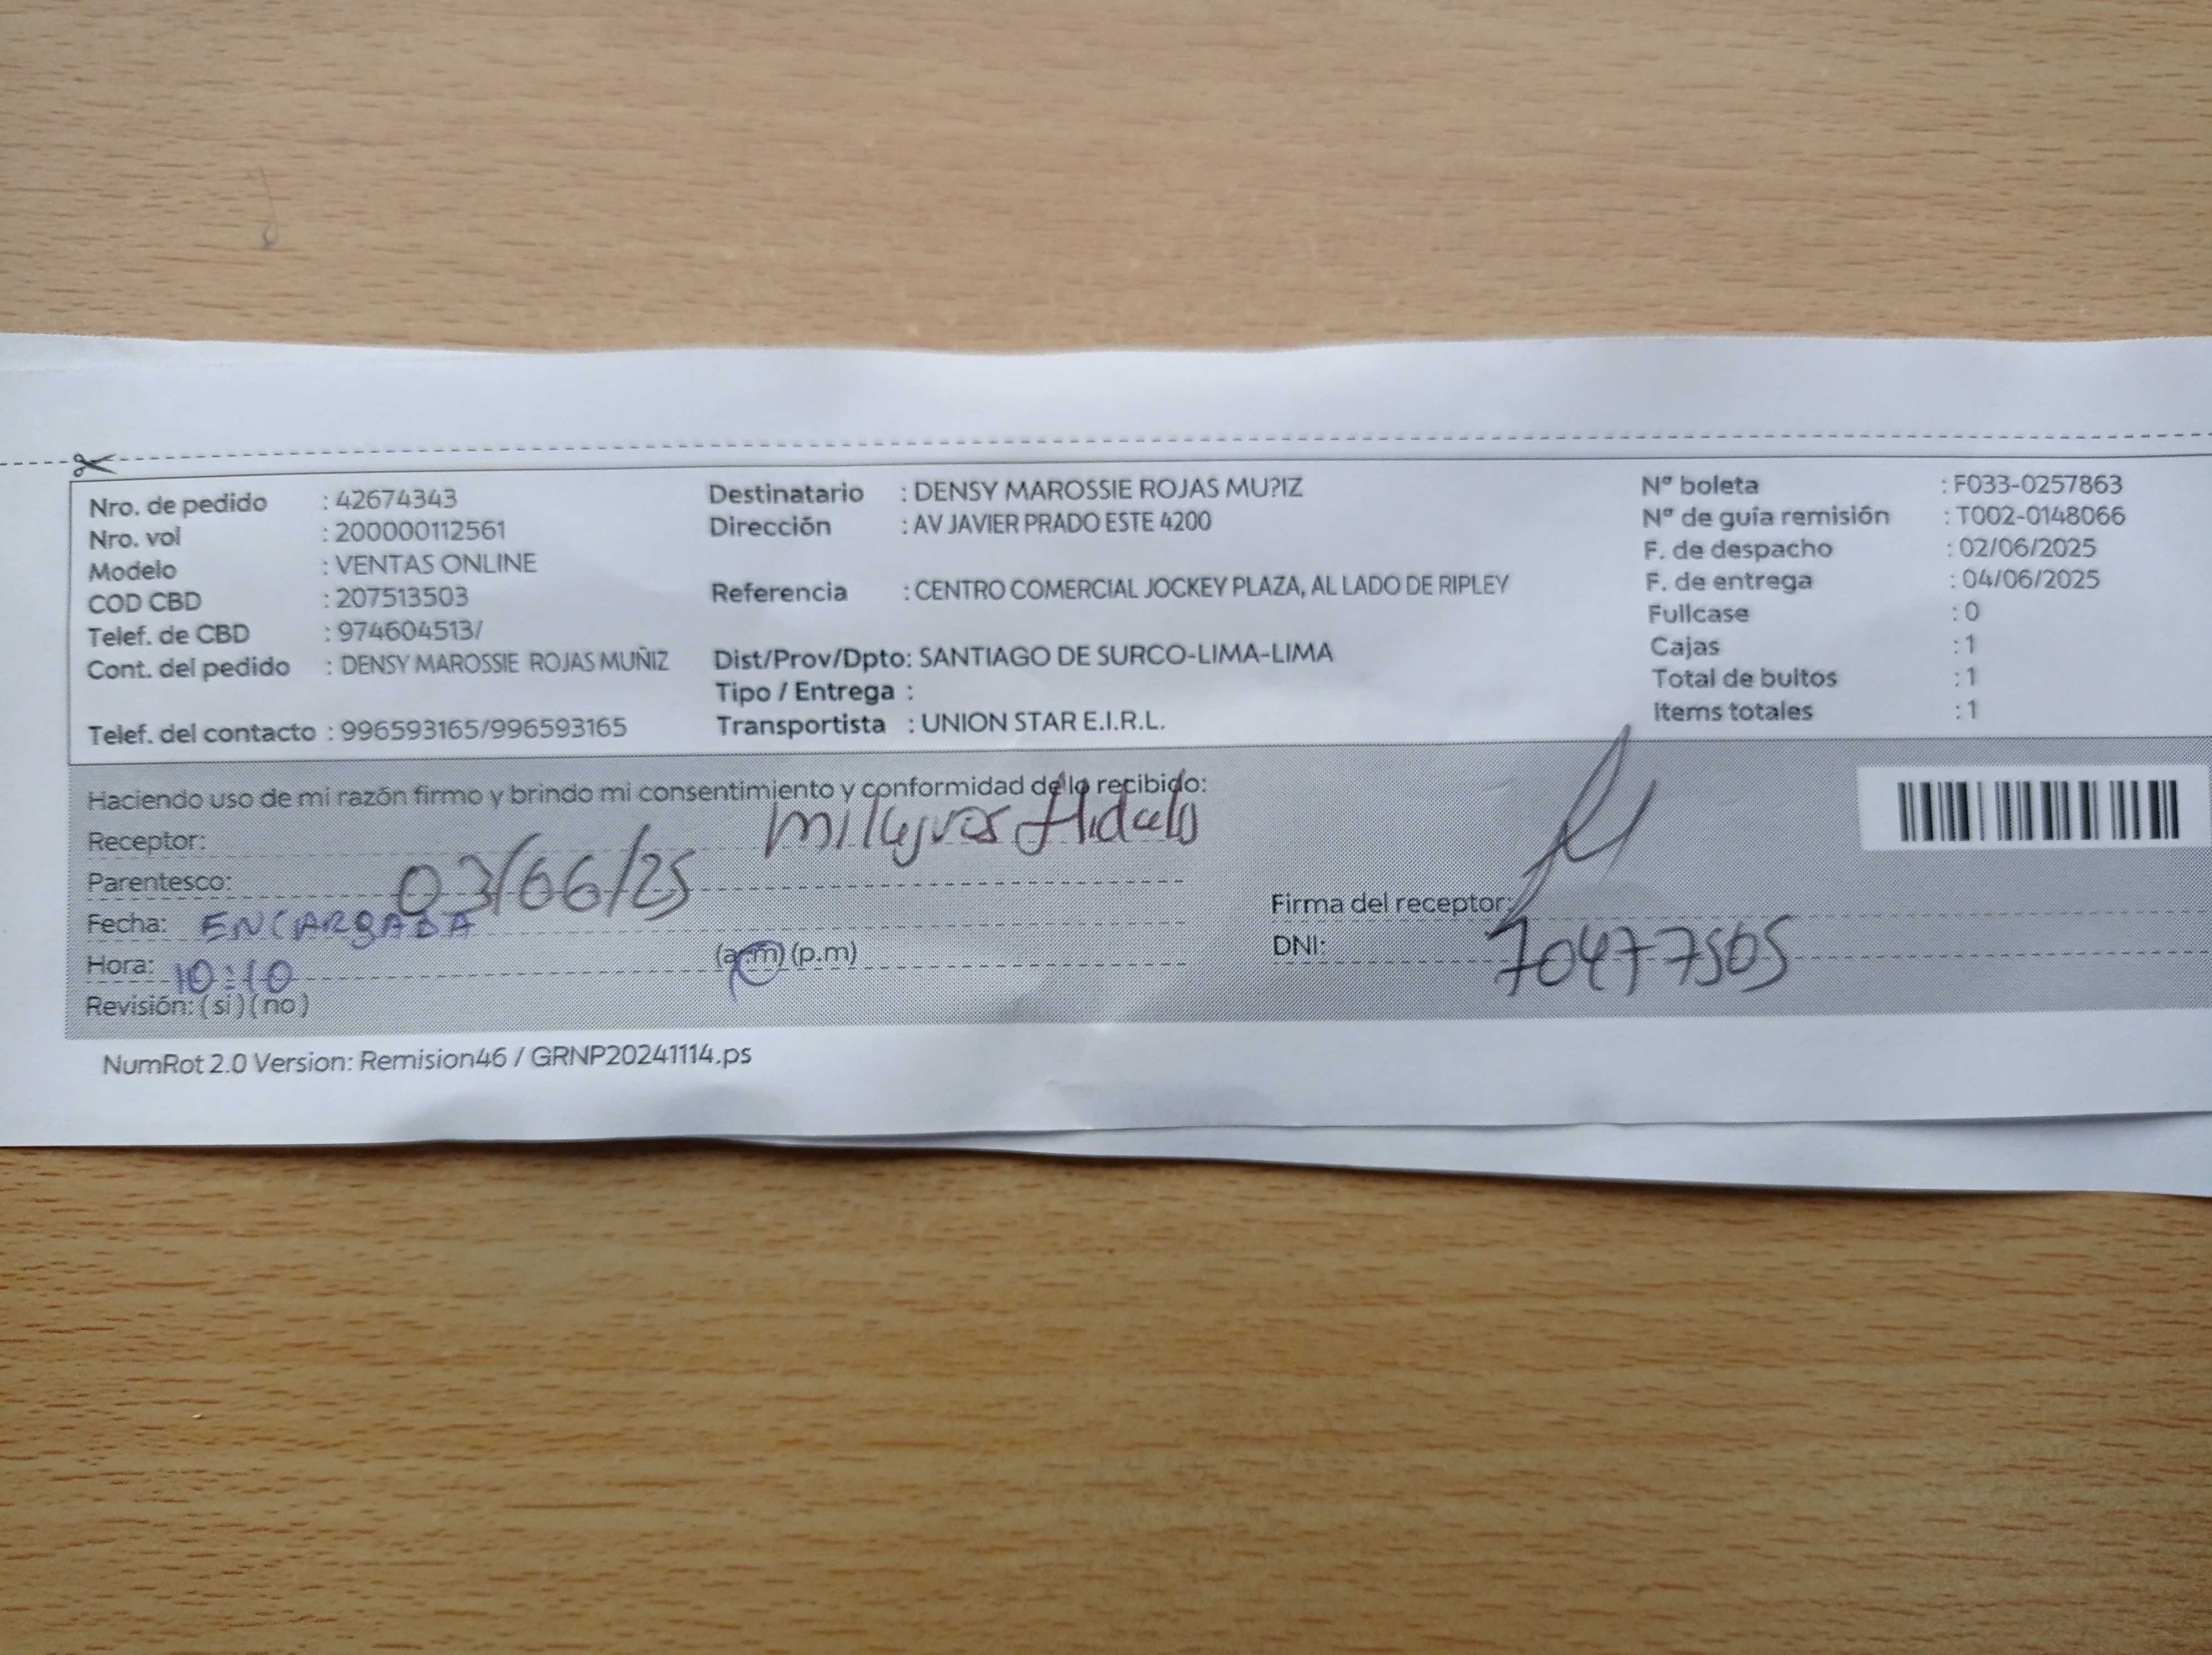 Nro. de pedido : 42674343
Nro. vol : 200000112561
Modelo : VENTAS ONLINE
COD CBD : 207513503
Telef. de CBD : 974604513/
Cont. del pedido : DENSY MAROSSIE ROJAS MUÑIZ
Telef. del contacto : 996593165/996593165
Destinatario : DENSY MAROSSIE ROJAS MU?IZ
Dirección : AV JAVIER PRADO ESTE 4200
Referencia : CENTRO COMERCIAL JOCKEY PLAZA, AL LADO DE RIPLEY
Dist/Prov/Dpto: SANTIAGO DE SURCO-LIMA-LIMA
Tipo / Entrega :
Transportista : UNION STAR E.I.R.L.
Nº boleta : F033-0257863
Nº de guía remisión : T002-0148066
F. de despacho : 02/06/2025
F. de entrega : 04/06/2025
Fullcase : 0
Cajas : 1
Total de bultos : 1
Items totales : 1
Haciendo uso de mi razón firmo y brindo mi consentimiento y conformidad de lo recibido:
Receptor: Milagros Hidalgo
Parentesco: 03/06/25
Fecha: ENCARGADA
Hora: 10:10 (a.m) (p.m)
Revisión: (si) (no)
Firma del receptor:
DNI: 70477505
NumRot 2.0 Version: Remision46 / GRNP20241114.ps